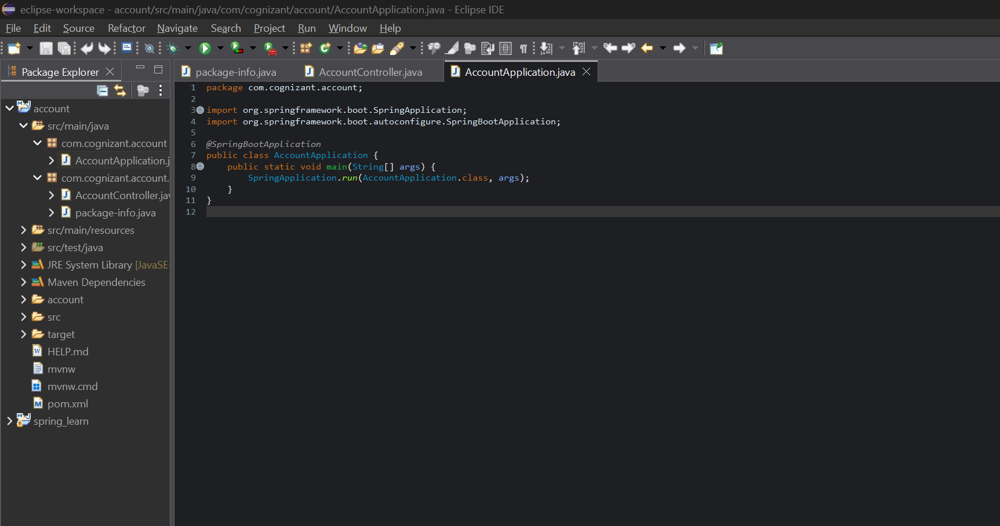 eclipse-workspace - account/src/main/java/com/cognizant/account/AccountApplication.java - Eclipse IDE
File Edit Source Refactor Navigate Search Project Run Window Help
Package Explorer
package-info.java AccountController.java AccountApplication.java
account
src/main/java
com.cognizant.account
AccountApplication.j
com.cognizant.account.
AccountController.jav
package-info.java
src/main/resources
src/test/java
JRE System Library [JavaSE-
Maven Dependencies
account
src
target
HELP.md
mvnw
mvnw.cmd
pom.xml
spring_learn
1 package com.cognizant.account;
2
3 import org.springframework.boot.SpringApplication;
4 import org.springframework.boot.autoconfigure.SpringBootApplication;
5
6 @SpringBootApplication
7 public class AccountApplication {
8 public static void main(String[] args) {
9 SpringApplication.run(AccountApplication.class, args);
10 }
11 }
12